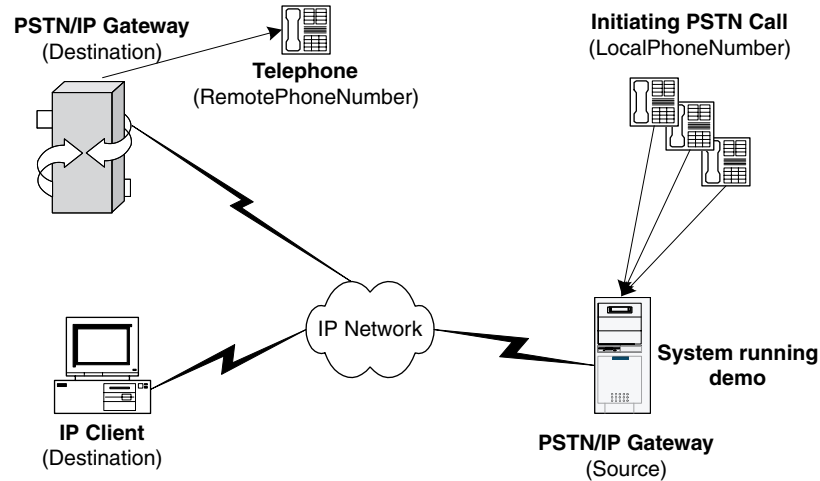 PSTN/IP Gateway
(Destination)
Telephone
(RemotePhoneNumber)
Initiating PSTN Call
(LocalPhoneNumber)
IP Network
System running
demo
IP Client
(Destination)
PSTN/IP Gateway
(Source)